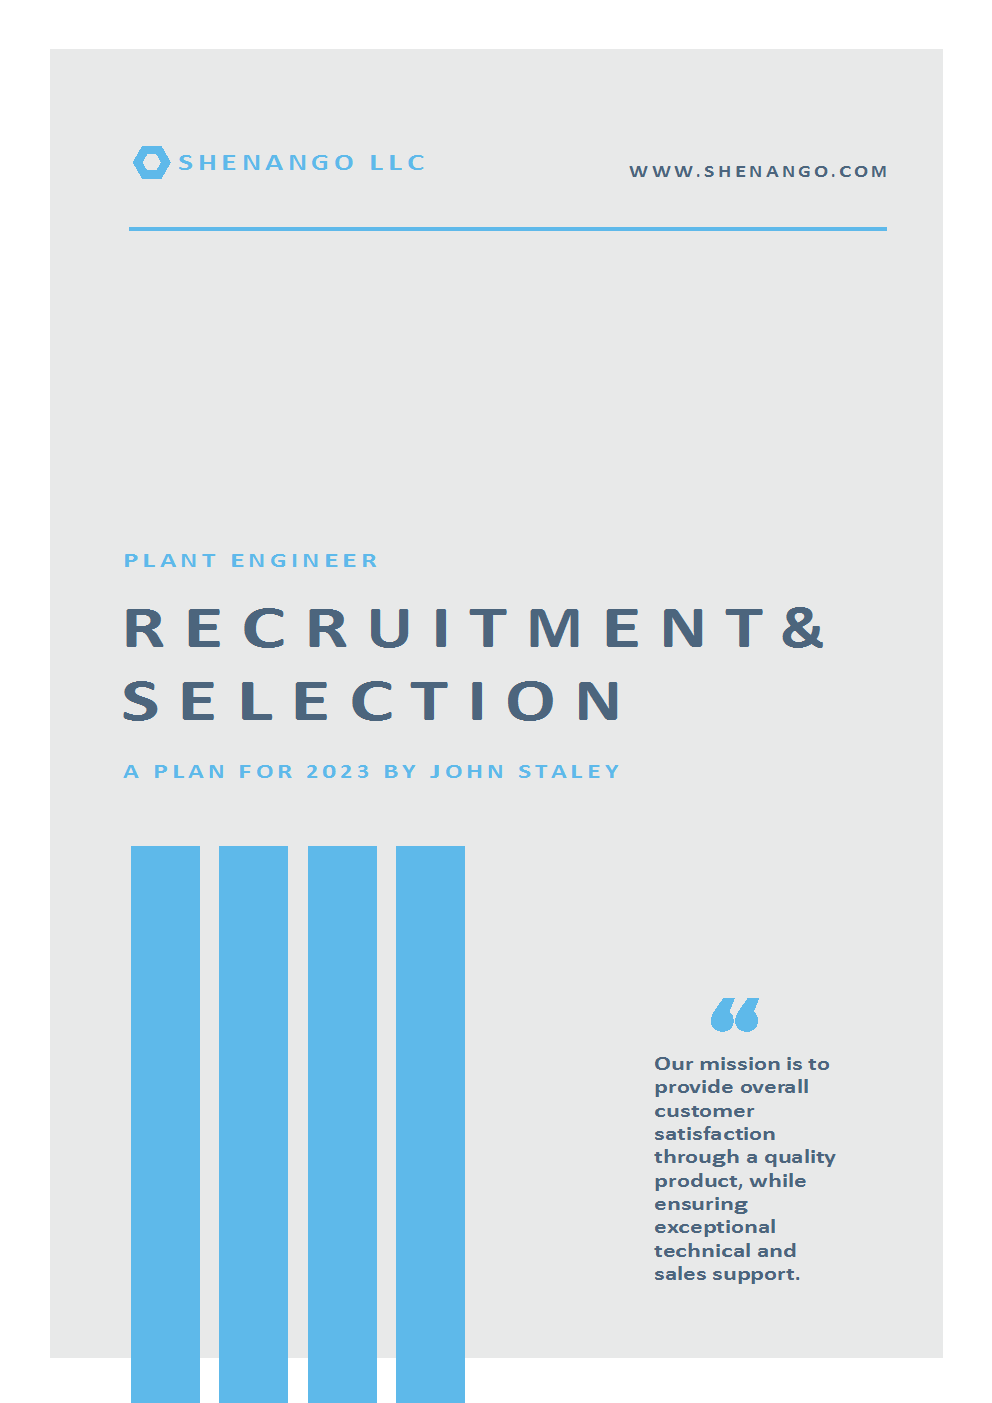 SHENANGO LLC
WWW.SHENANGO.COM
PLANT ENGINEER
RECRUITMENT&
SELECTION
A PLAN FOR 2023 BY JOHN STALEY
“
Our mission is to
provide overall
customer
satisfaction
through a quality
product, while
ensuring
exceptional
technical and
sales support.